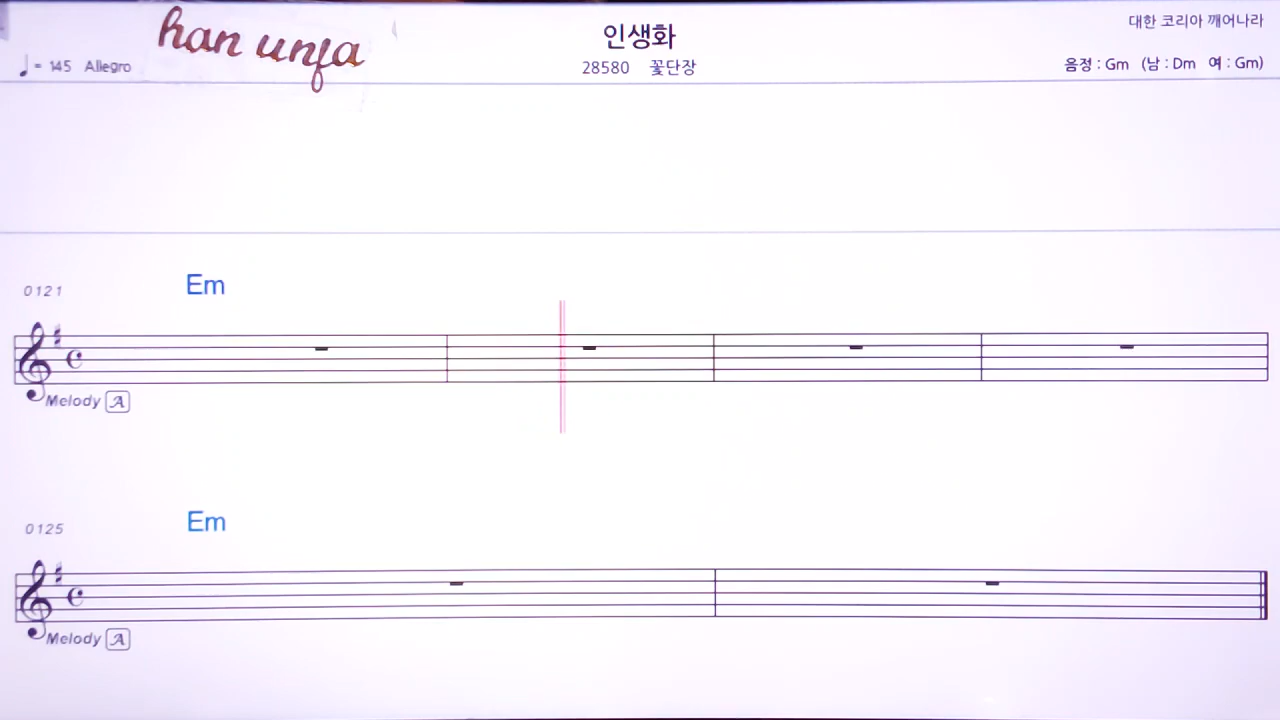 han unfa
인생화
대한 코리아 깨어나라
♩= 145 Allegro
28580 꽃단장
음정 : Gm (남 : Dm 여 : Gm)
0121 Em
Melody A
0125 Em
Melody A